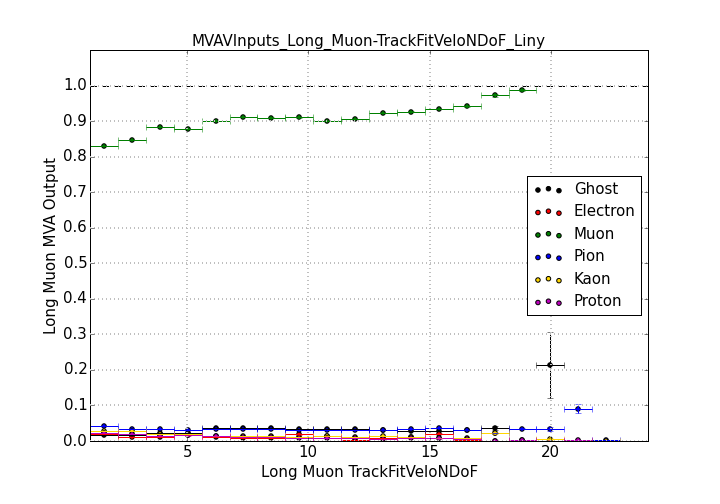 MVAVInputs_Long_Muon-TrackFitVeloNDoF_Liny
1.0
0.9
0.8
0.7
0.6
0.5
0.4
0.3
0.2
0.1
0.0
Long Muon MVA Output
Ghost
Electron
Muon
Pion
Kaon
Proton
5
10
15
20
Long Muon TrackFitVeloNDoF